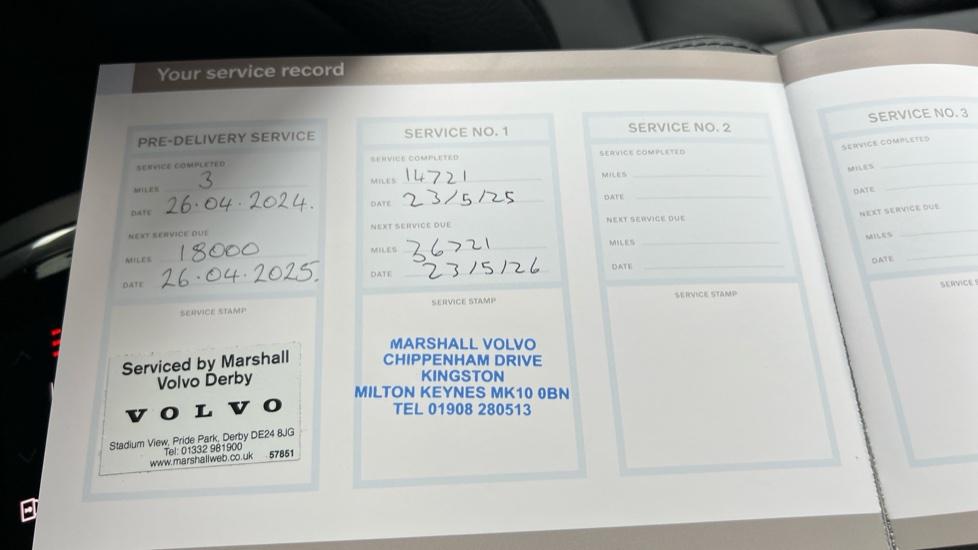 Your service record
PRE-DELIVERY SERVICE
SERVICE COMPLETED
MILES 3
DATE 26.04.2024.
NEXT SERVICE DUE
MILES 18000
DATE 26.04.2025.
SERVICE STAMP
Serviced by Marshall
Volvo Derby
VOLVO
Stadium View, Pride Park, Derby DE24 8JG
Tel: 01332 981900
www.marshallweb.co.uk 57851
SERVICE NO. 1
SERVICE COMPLETED
MILES 14721
DATE 23/5/25
NEXT SERVICE DUE
MILES 36721
DATE 23/5/26
SERVICE STAMP
MARSHALL VOLVO
CHIPPENHAM DRIVE
KINGSTON
MILTON KEYNES MK10 0BN
TEL 01908 280513
SERVICE NO. 2
SERVICE COMPLETED
MILES
DATE
NEXT SERVICE DUE
MILES
DATE
SERVICE STAMP
SERVICE NO. 3
SERVICE COMPLETED
MILES
DATE
NEXT SERVICE DUE
MILES
DATE
SERVICE